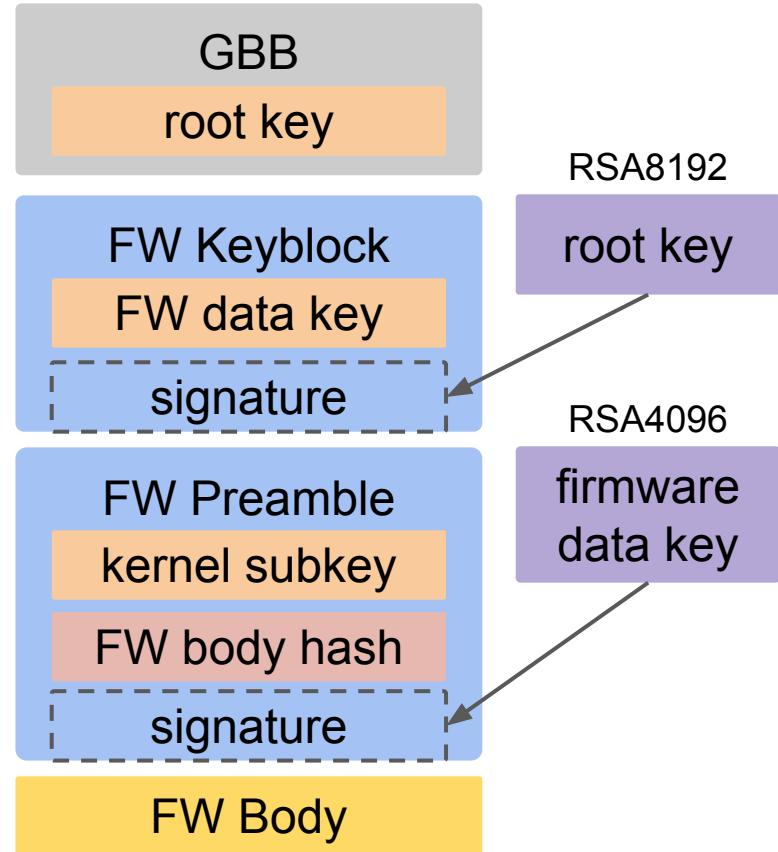 GBB
root key
RSA8192
FW Keyblock
root key
FW data key
signature
RSA4096
FW Preamble
firmware
data key
kernel subkey
FW body hash
signature
FW Body